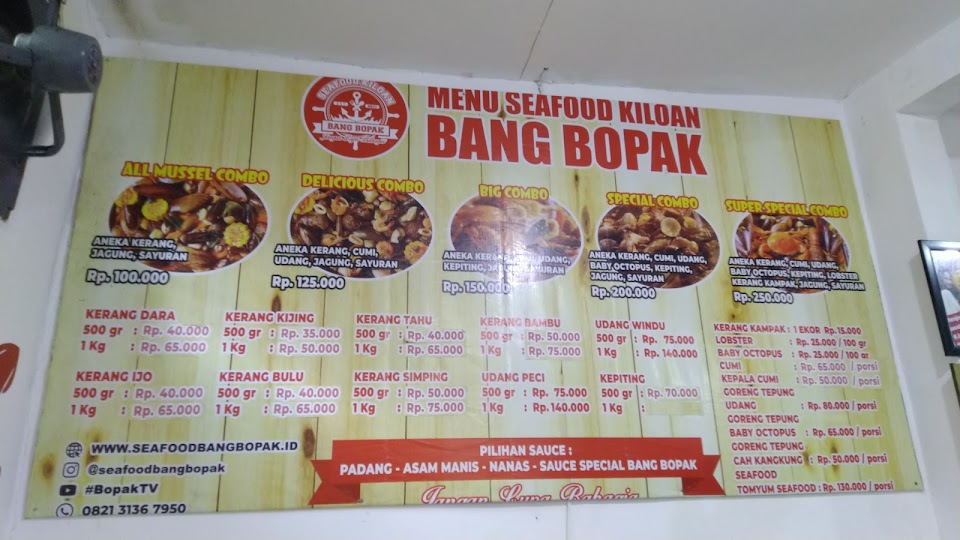 SEAFOOD KILOAN
BANG BOPAK
MENU SEAFOOD KILOAN
BANG BOPAK
ALL MUSSEL COMBO
ANEKA KERANG,
JAGUNG, SAYURAN
Rp. 100.000
DELICIOUS COMBO
ANEKA KERANG, CUMI,
UDANG, JAGUNG, SAYURAN
Rp. 125.000
BIG COMBO
ANEKA KERANG, CUMI, UDANG,
KEPITING, JAGUNG, SAYURAN
Rp. 150.000
SPECIAL COMBO
ANEKA KERANG, CUMI, UDANG,
BABY OCTOPUS, KEPITING,
JAGUNG, SAYURAN
Rp. 200.000
SUPER SPECIAL COMBO
ANEKA KERANG, CUMI, UDANG,
BABY OCTOPUS, KEPITING, LOBSTER
KERANG KAMPAK, JAGUNG, SAYURAN
Rp. 250.000
KERANG DARA
500 gr : Rp. 40.000
1 Kg : Rp. 65.000
KERANG KIJING
500 gr : Rp. 35.000
1 Kg : Rp. 50.000
KERANG TAHU
500 gr : Rp. 40.000
1 Kg : Rp. 65.000
KERANG BAMBU
500 gr : Rp. 50.000
1 Kg : Rp. 75.000
UDANG WINDU
500 gr : Rp. 75.000
1 Kg : Rp. 140.000
KERANG IJO
500 gr : Rp. 40.000
1 Kg : Rp. 65.000
KERANG BULU
500 gr : Rp. 40.000
1 Kg : Rp. 65.000
KERANG SIMPING
500 gr : Rp. 50.000
1 Kg : Rp. 75.000
UDANG PECI
500 gr : Rp. 75.000
1 Kg : Rp. 140.000
KEPITING
500 gr : Rp. 70.000
1 Kg :
KERANG KAMPAK : 1 EKOR Rp. 15.000
LOBSTER : Rp. 25.000 / 100 gr
BABY OCTOPUS : Rp. 25.000 / 100 gr
CUMI : Rp. 65.000 / porsi
KEPALA CUMI : Rp. 50.000 / porsi
GORENG TEPUNG
UDANG : Rp. 80.000 / porsi
GORENG TEPUNG
BABY OCTOPUS : Rp. 65.000 / porsi
GORENG TEPUNG
CAH KANGKUNG : Rp. 50.000 / porsi
SEAFOOD
TOMYUM SEAFOOD : Rp. 130.000 / porsi
WWW.SEAFOODBANGBOPAK.ID
@seafoodbangbopak
#BopakTV
0821 3136 7950
PILIHAN SAUCE :
PADANG - ASAM MANIS - NANAS - SAUCE SPECIAL BANG BOPAK
Jangan Lupa Bahagia